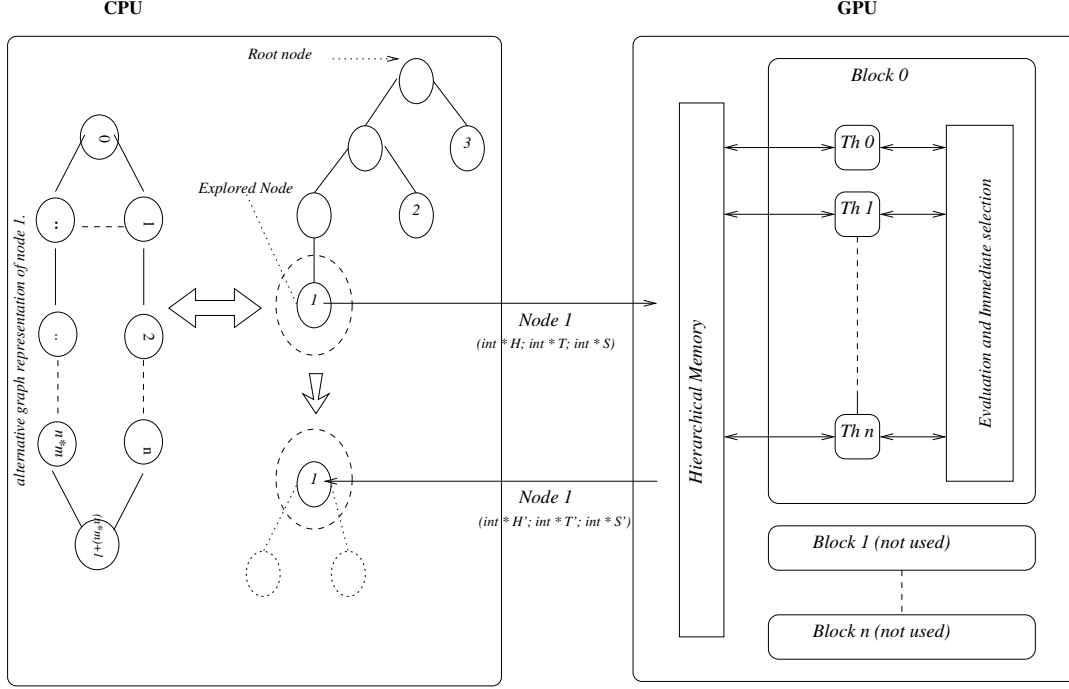 CPU
GPU
Root node
3
2
Explored Node
1
alternative graph representation of node 1.
0
..
1
..
2
n*m
n
1+(n*m)
Node 1
(int * H; int * T; int * S)
1
Node 1
(int * H'; int * T'; int * S')
Hierarchical Memory
Block 0
Th 0
Th 1
Th n
Evaluation and Immediate selection
Block 1 (not used)
Block n (not used)